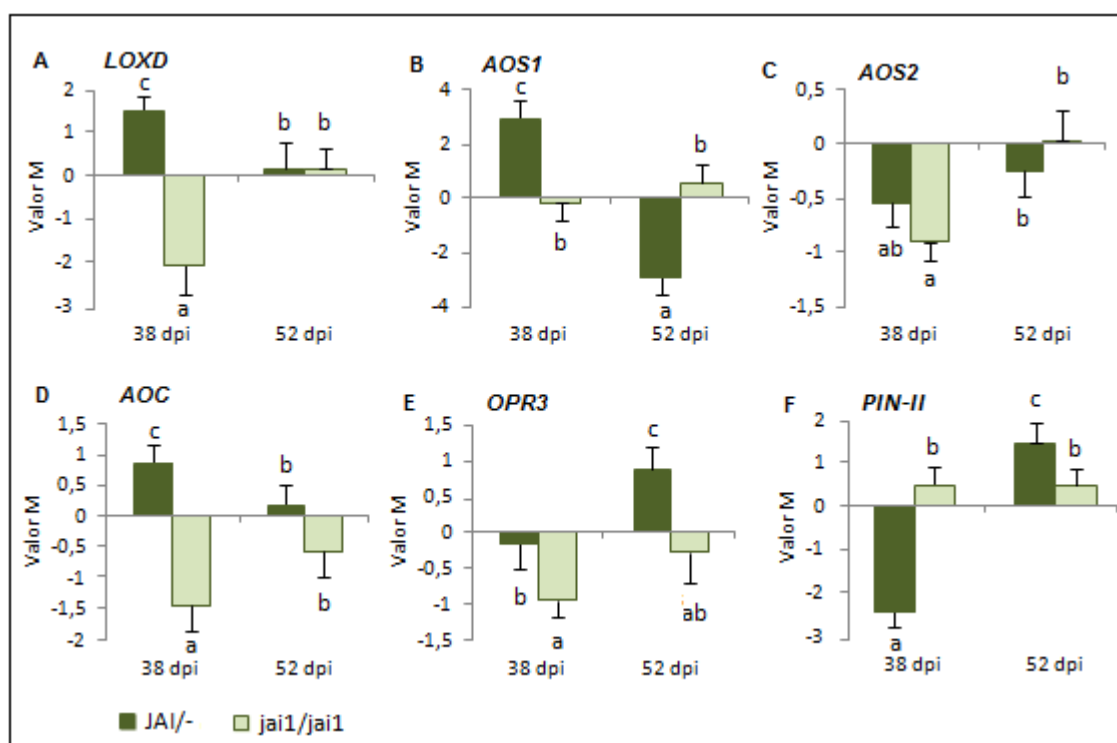 A LOXD
c
2
1
0
-1
-2
-3
Valor M
b b
a
38 dpi 52 dpi
B AOS1
c
4
2
0
-2
-4
Valor M
b
b
a
38 dpi 52 dpi
C AOS2
b
0,5
0
-0,5
-1
-1,5
Valor M
ab
a
b
38 dpi 52 dpi
D AOC
c
1,5
1
0,5
0
-0,5
-1
-1,5
-2
Valor M
b
a
b
38 dpi 52 dpi
E OPR3
c
1,5
1
0,5
0
-0,5
-1
-1,5
Valor M
b
a
ab
38 dpi 52 dpi
F PIN-II
c
2
1
0
-1
-2
-3
Valor M
b
b
a
38 dpi 52 dpi
JAI/- jai1/jai1